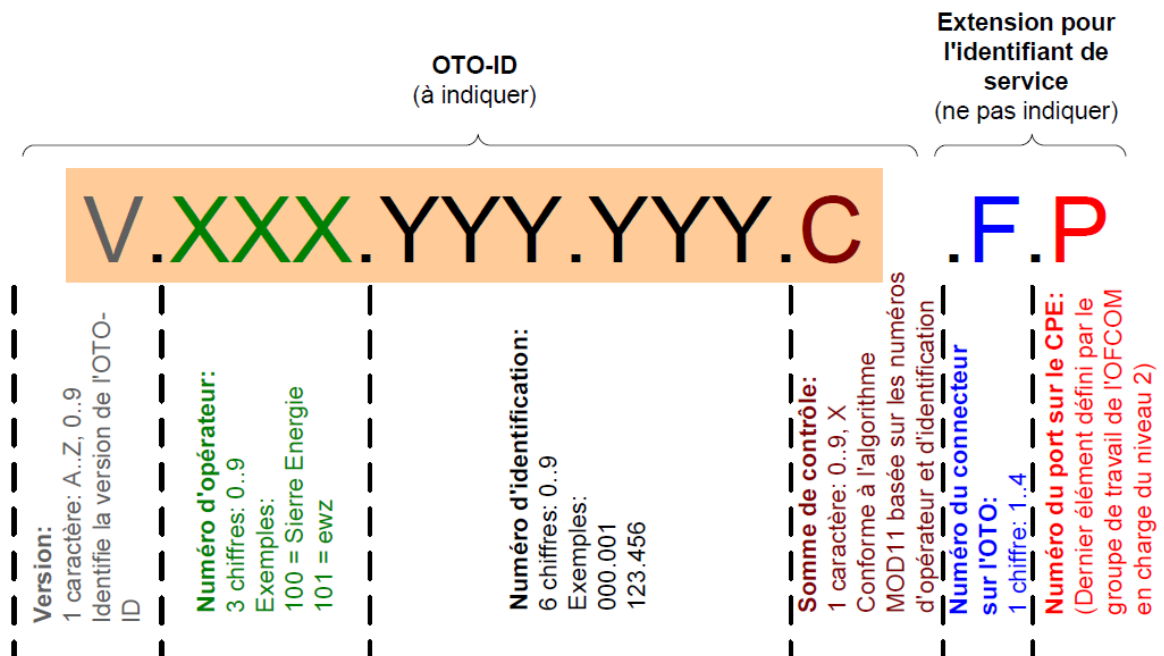 OTO-ID
(à indiquer)
Extension pour
l'identifiant de
service
(ne pas indiquer)
V.XXX.YYY.YYY.C .F.P
Version:
1 caractère: A..Z, 0..9
Identifie la version de l'OTO-
ID
Numéro d'opérateur:
3 chiffres: 0..9
Exemples:
100 = Sierre Energie
101 = ewz
Numéro d'identification:
6 chiffres: 0..9
Exemples:
000.001
123.456
Somme de contrôle:
1 caractère: 0..9, X
Conforme à l'algorithme
MOD11 basée sur les numéros
d'opérateur et d'identification
Numéro du connecteur
sur l'OTO:
1 chiffre: 1..4
Numéro du port sur le CPE:
(Dernier élément défini par le
groupe de travail de l'OFCOM
en charge du niveau 2)